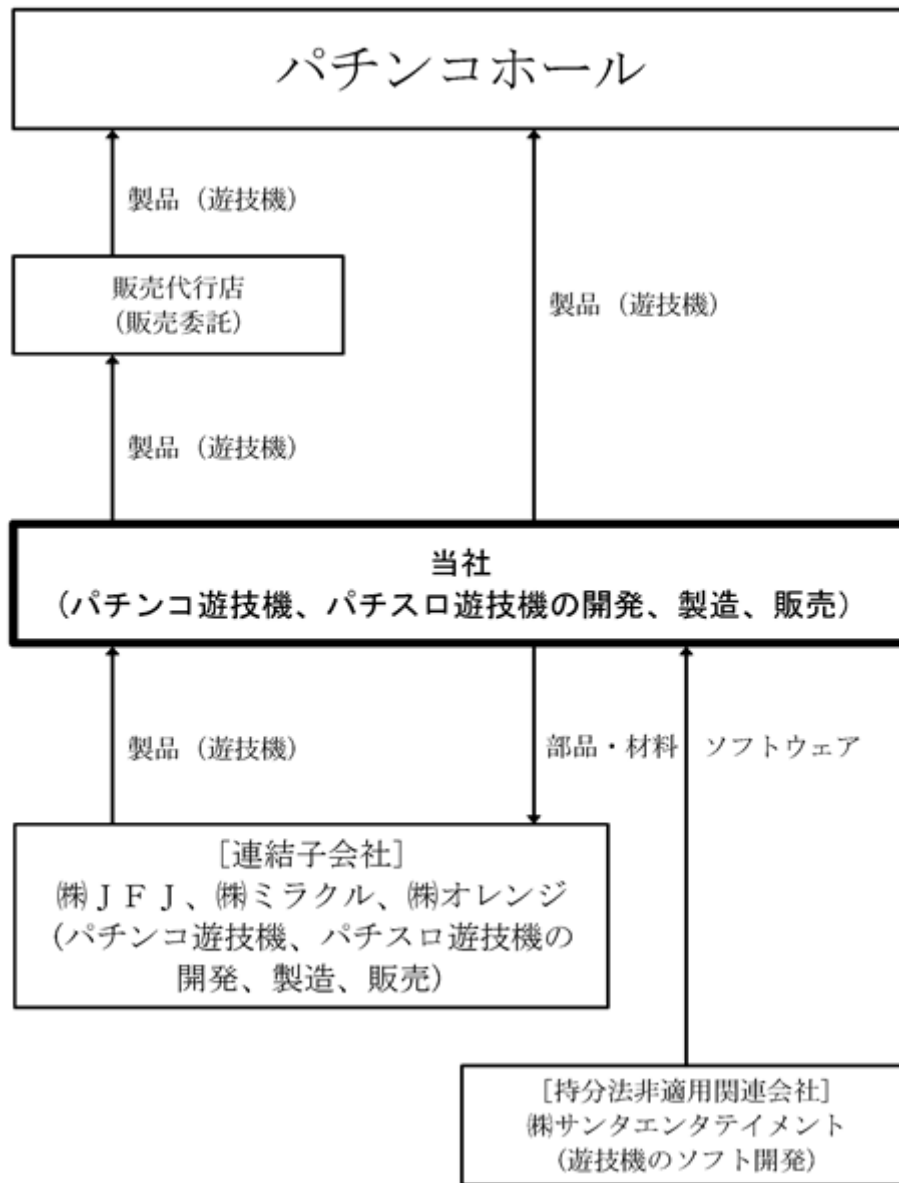 パチンコホール
製品(遊技機)
販売代行店
(販売委託)
製品(遊技機)
製品(遊技機)
当社
(パチンコ遊技機、パチスロ遊技機の開発、製造、販売)
製品(遊技機)
部品・材料
ソフトウェア
[連結子会社]
㈱JFJ、㈱ミラクル、㈱オレンジ
(パチンコ遊技機、パチスロ遊技機の
開発、製造、販売)
[持分法非適用関連会社]
㈱サンタエンタテイメント
(遊技機のソフト開発)